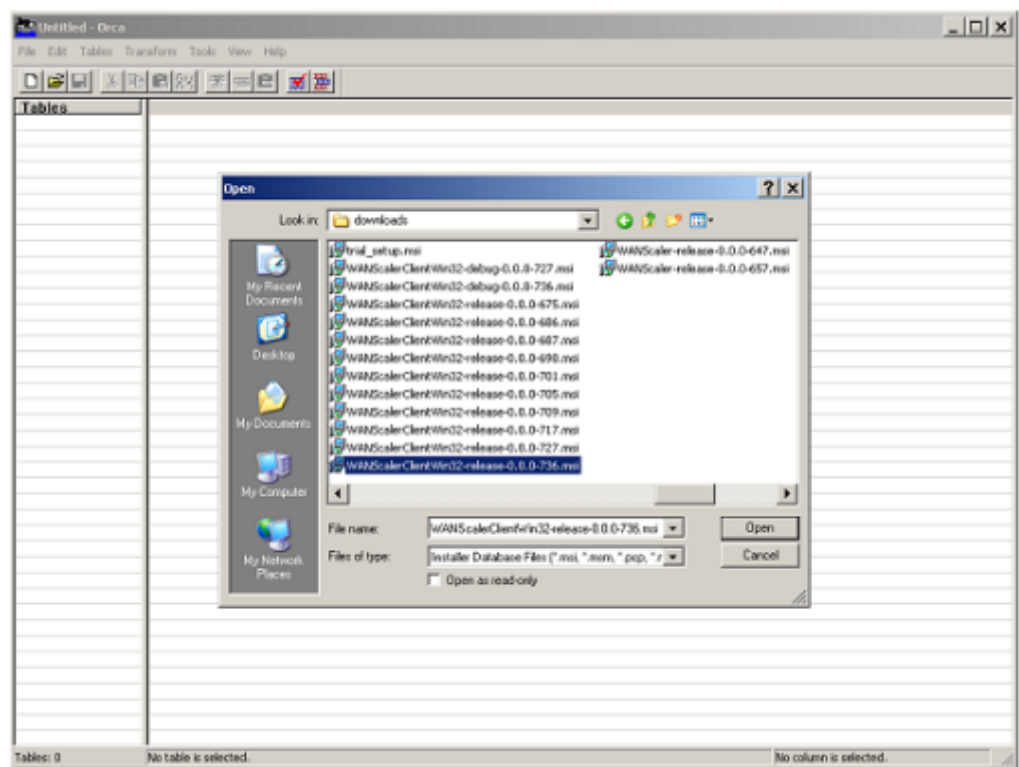 Untitled - Orca
File Edit Tables Transform Tools View Help
Tables
Open
Look in: downloads
trial_setup.msi
WANScalerClientWin32-debug-0.0.0-727.msi
WANScalerClientWin32-debug-0.0.0-736.msi
WANScalerClientWin32-release-0.0.0-675.msi
WANScalerClientWin32-release-0.0.0-686.msi
WANScalerClientWin32-release-0.0.0-687.msi
WANScalerClientWin32-release-0.0.0-698.msi
WANScalerClientWin32-release-0.0.0-701.msi
WANScalerClientWin32-release-0.0.0-705.msi
WANScalerClientWin32-release-0.0.0-709.msi
WANScalerClientWin32-release-0.0.0-717.msi
WANScalerClientWin32-release-0.0.0-727.msi
WANScalerClientWin32-release-0.0.0-736.msi
WANScaler-release-0.0.0-647.msi
WANScaler-release-0.0.0-657.msi
My Recent
Documents
Desktop
My Documents
My Computer
My Network
Places
File name: WANScalerClientWin32-release-0.0.0-736.msi Open
Files of type: Installer Database Files (*.msi, *.msm, *.pcp, *.r Cancel
Open as read-only
Tables: 0 No table is selected. No column is selected.